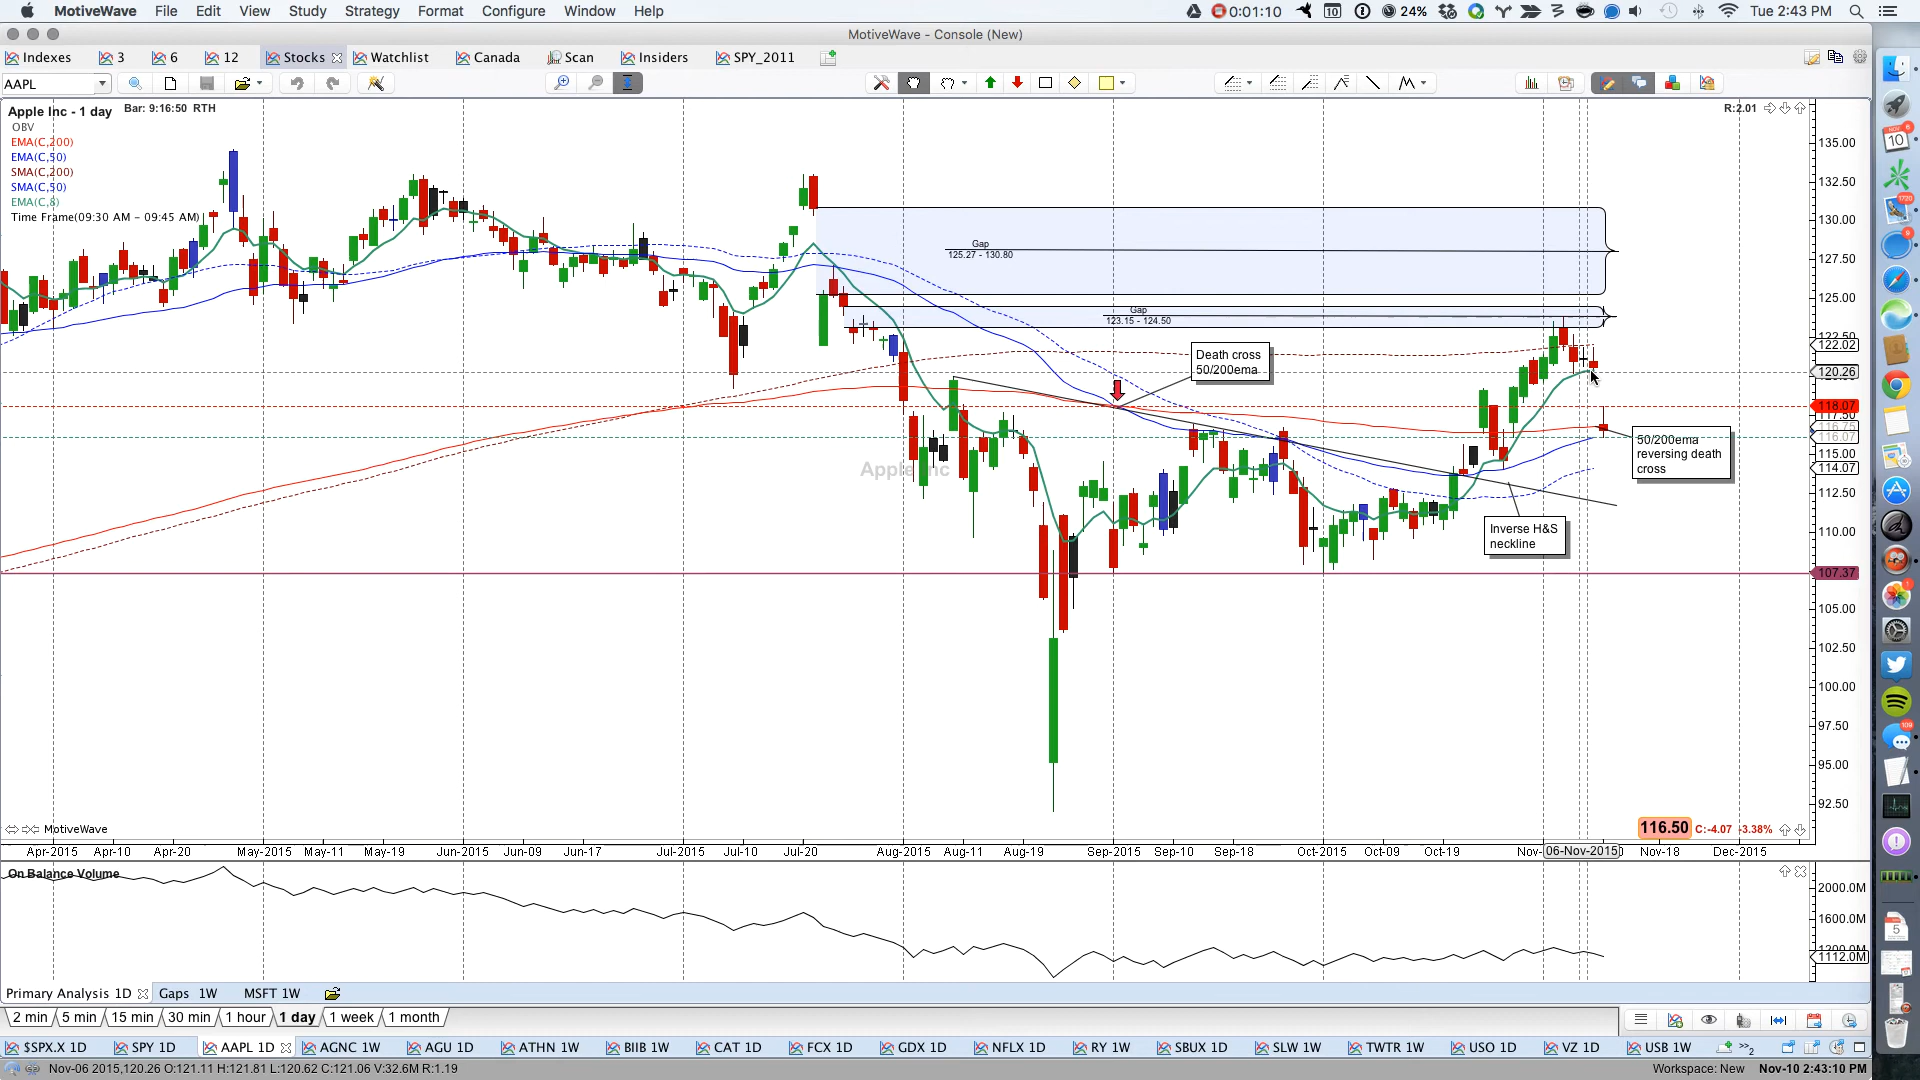 MotiveWave File Edit View Study Strategy Format Configure Window Help 0:01:10 10 24% Tue 2:43 PM
MotiveWave - Console (New)
Indexes 3 6 12 Stocks Watchlist Canada Scan Insiders SPY_2011
AAPL
Apple Inc - 1 day Bar: 9:16:50 RTH R:2.01
OBV
EMA(C,200)
EMA(C,50)
SMA(C,200)
SMA(C,50)
EMA(C,8)
Time Frame(09:30 AM - 09:45 AM)
Gap
125.27 - 130.80
Gap
123.15 - 124.50
Death cross
50/200ema
50/200ema
reversing death
cross
Inverse H&S
neckline
Apple Inc
135.00
132.50
130.00
127.50
125.00
122.50
122.02
120.26
118.07
117.50
116.75
116.07
115.00
114.07
112.50
110.00
107.37
105.00
102.50
100.00
97.50
95.00
92.50
MotiveWave
116.50 C:-4.07 -3.38%
Apr-2015 Apr-10 Apr-20 May-2015 May-11 May-19 Jun-2015 Jun-09 Jun-17 Jul-2015 Jul-10 Jul-20 Aug-2015 Aug-11 Aug-19 Sep-2015 Sep-10 Sep-18 Oct-2015 Oct-09 Oct-19 Nov- 06-Nov-2015 Nov-18 Dec-2015
On Balance Volume
2000.0M
1600.0M
1200.0M
1112.0M
Primary Analysis 1D Gaps 1W MSFT 1W
2 min 5 min 15 min 30 min 1 hour 1 day 1 week 1 month
$SPX.X 1D SPY 1D AAPL 1D AGNC 1W AGU 1D ATHN 1W BIIB 1W CAT 1D FCX 1D GDX 1D NFLX 1D RY 1W SBUX 1D SLW 1W TWTR 1W USO 1D VZ 1D USB 1W
Nov-06 2015,120.26 O:121.11 H:121.81 L:120.62 C:121.06 V:32.6M R:1.19 Workspace: New Nov-10 2:43:10 PM